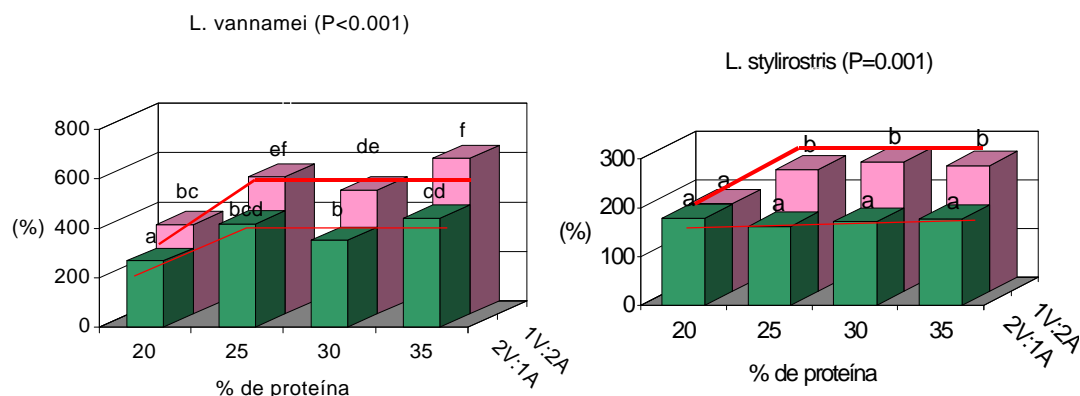 L. vannamei (P<0.001)
800
600
400
200
0
(%)
a
bc
bcd
ef
b
de
cd
f
20 25 30 35
2V:1A
1V:2A
% de proteína
L. stylirostris (P=0.001)
300
200
100
0
(%)
a
a
a
b
a
b
a
b
20 25 30 35
2V:1A
1V:2A
% de proteína